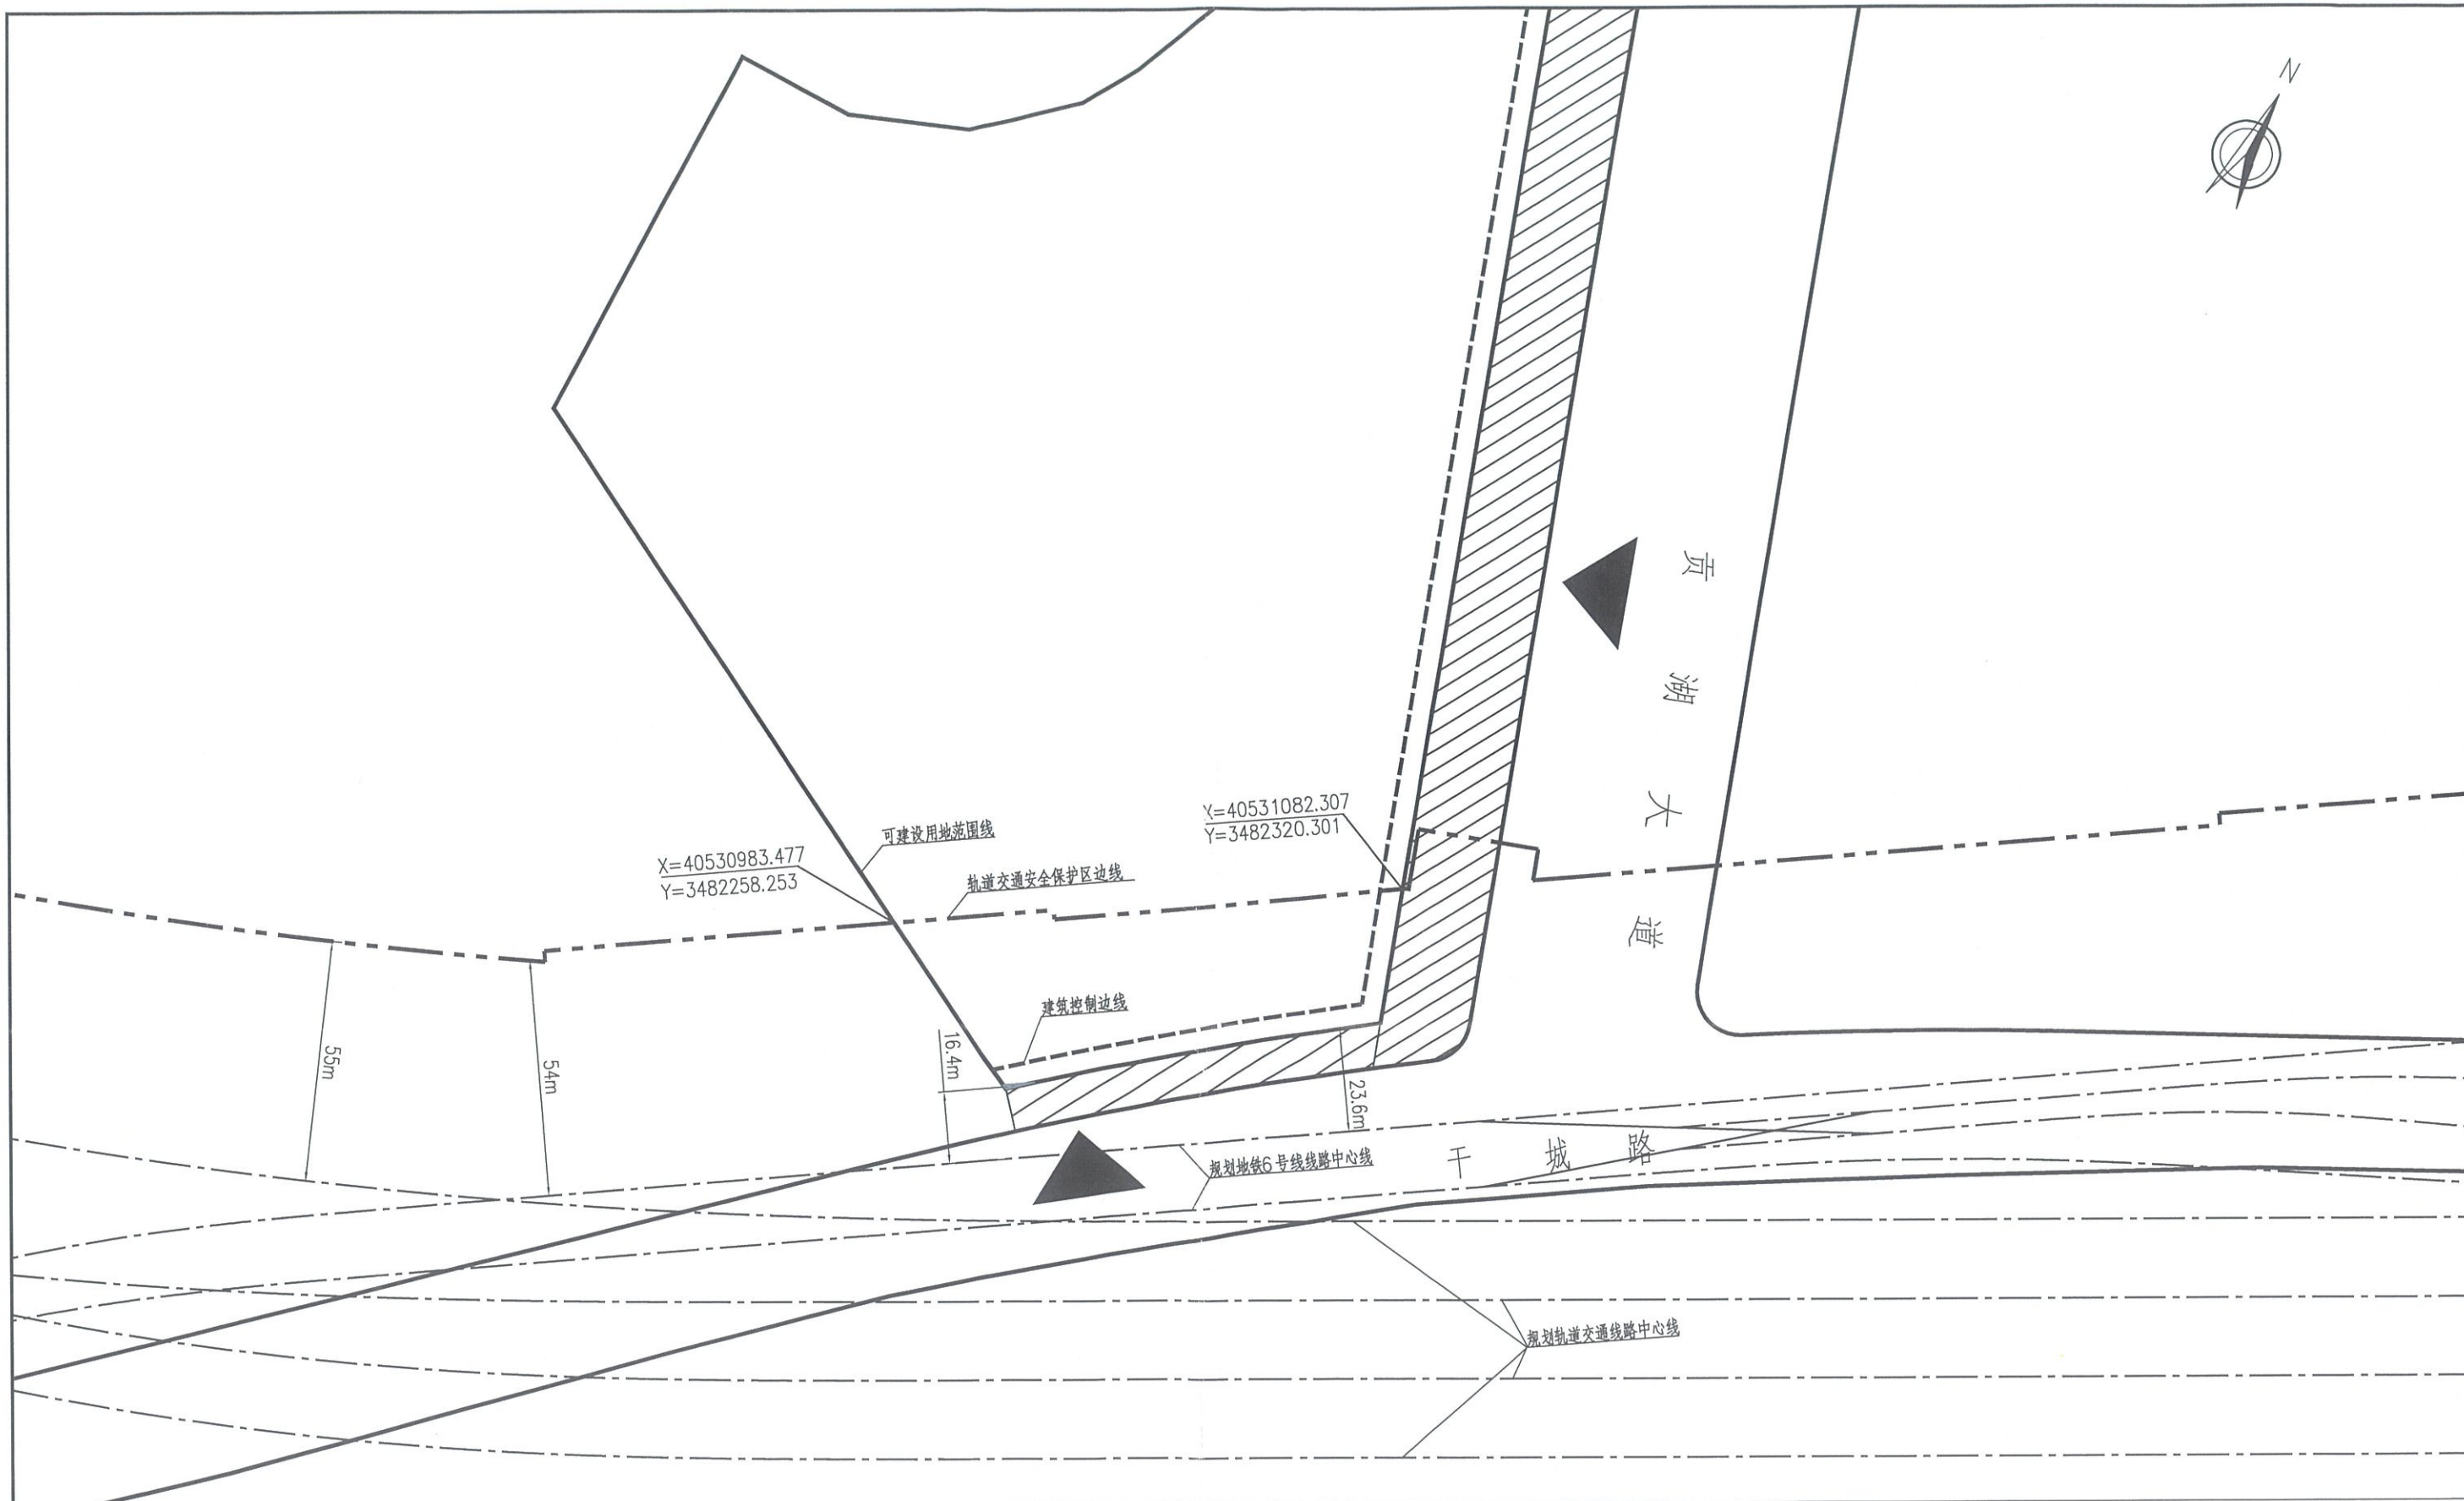 N
贡湖大道
X=40531082.307
Y=3482320.301
可建设用地范围线
X=40530983.477
Y=3482258.253
轨道交通安全保护区边线
建筑控制边线
16.4m
55m
54m
23.6m
干城路
规划地铁6号线线路中心线
规划轨道交通线路中心线